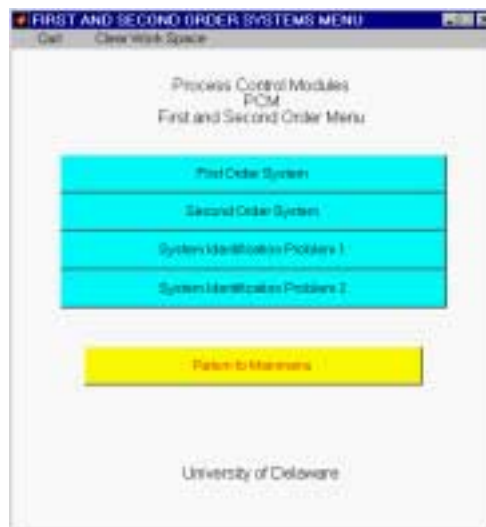 FIRST AND SECOND ORDER SYSTEMS MENU
Quit Clear Work Space
Process Control Modules
PCM
First and Second Order Menu
First Order System
Second Order System
System Identification Problem 1
System Identification Problem 2
Return to Mainmenu
University of Delaware